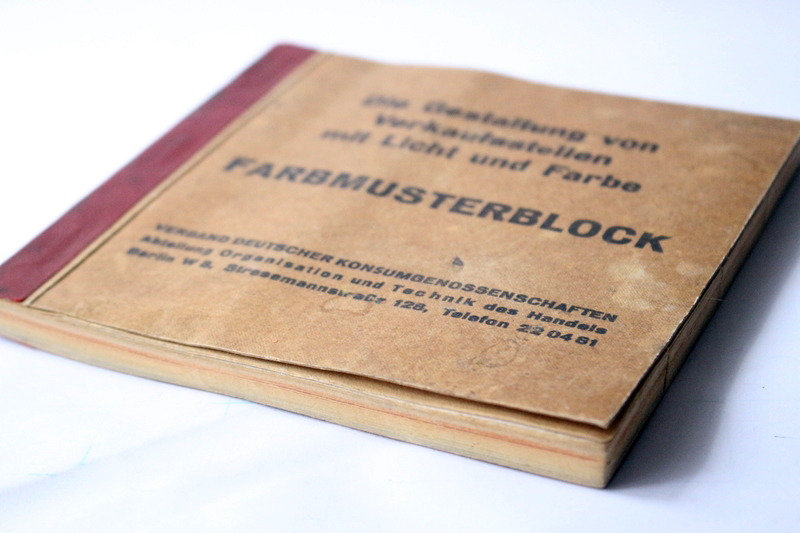 Die Gestaltung von
Verkaufsstellen
mit Licht und Farbe
FARBMUSTERBLOCK
VERBAND DEUTSCHER KONSUMGENOSSENSCHAFTEN
Abteilung Organisation und Technik des Handels
Berlin W 8, Stresemannstraße 128, Telefon 22 04 81